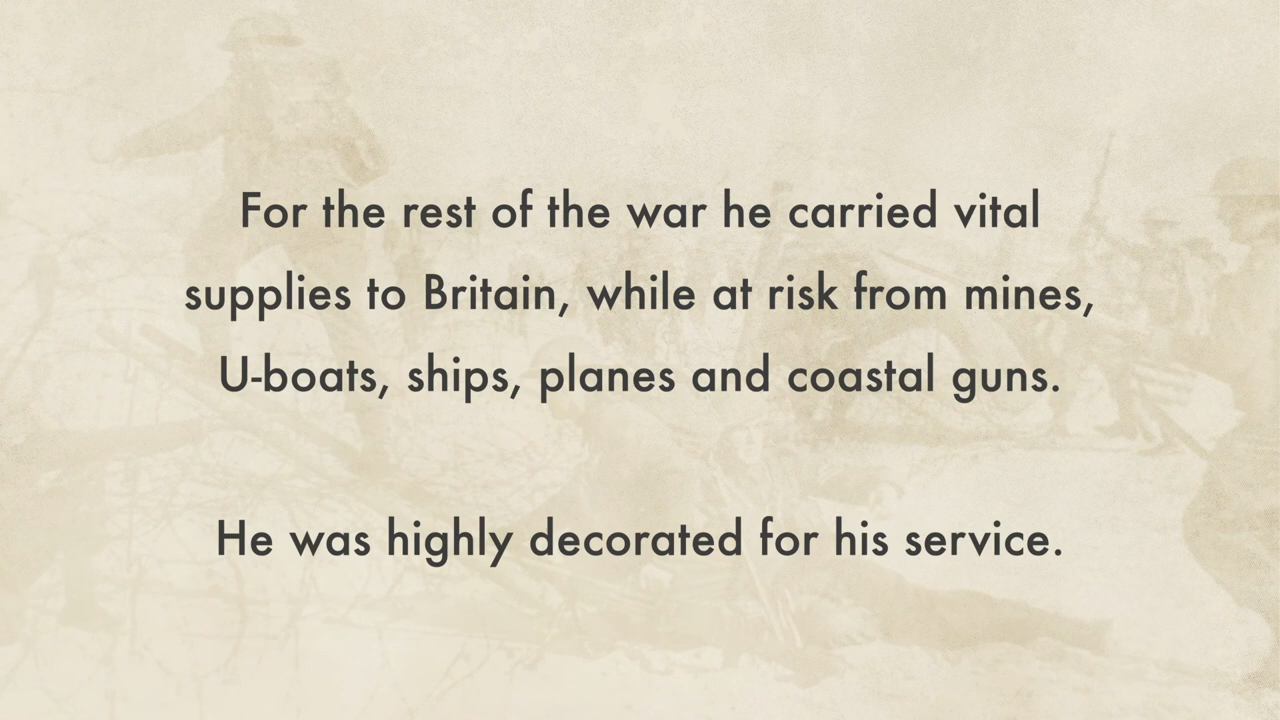 For the rest of the war he carried vital
supplies to Britain, while at risk from mines,
U-boats, ships, planes and coastal guns.
He was highly decorated for his service.